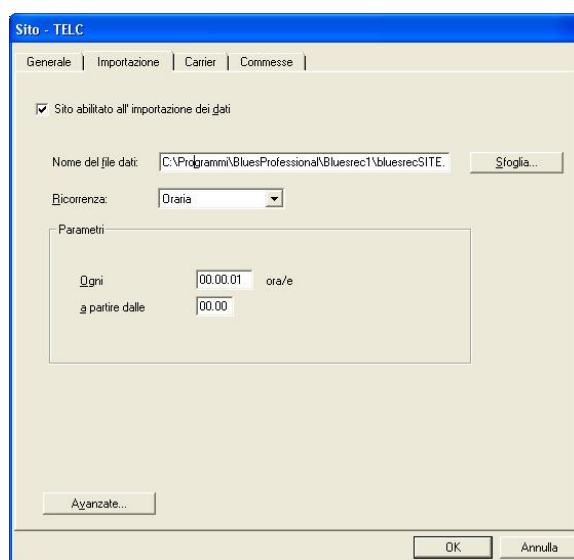 Sito - TELC
Generale Importazione Carrier Commesse
Sito abilitato all' importazione dei dati
Nome del file dati: C:\Programmi\BluesProfessional\Bluesrec1\bluesrecSITE. Sfoglia...
Ricorrenza: Oraria
Parametri
Ogni 00.00.01 ora/e
a partire dalle 00.00
Avanzate...
OK Annulla